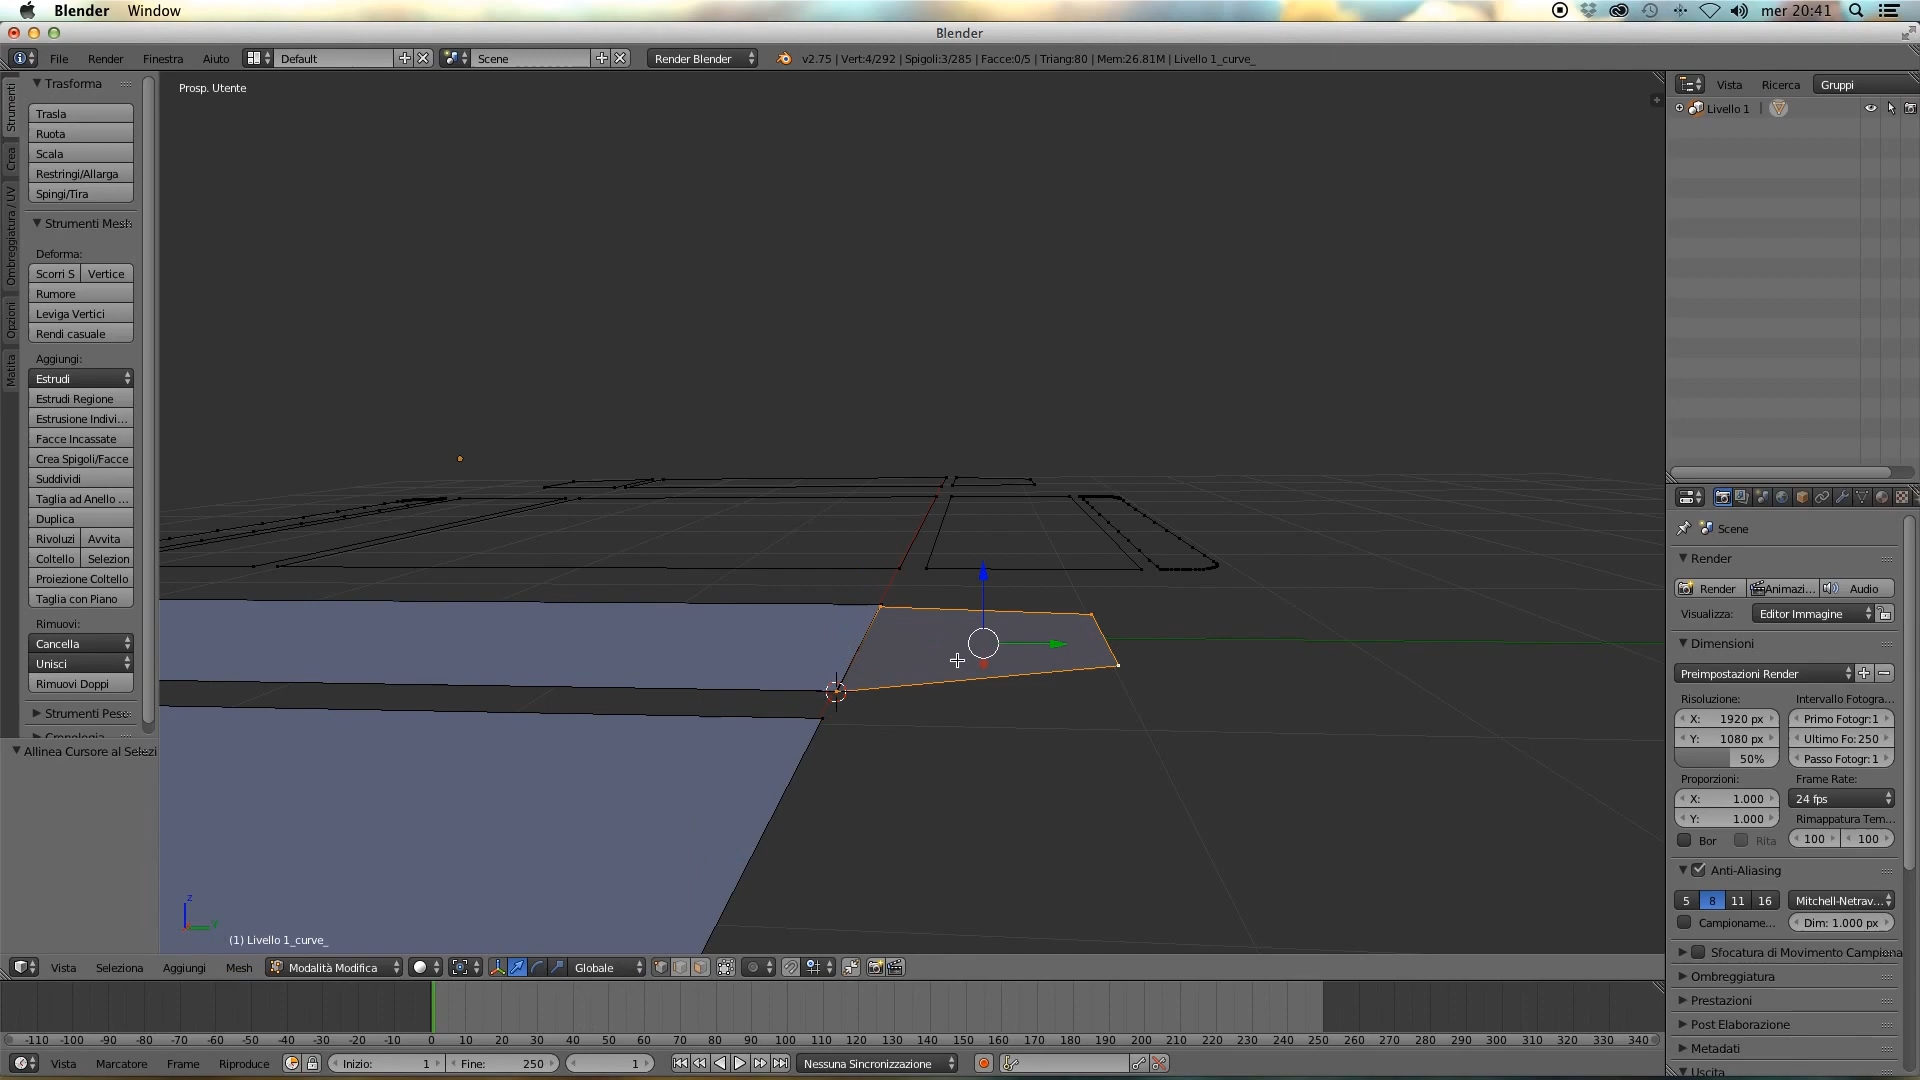 Blender Window mer 20:41
Blender
File Render Finestra Aiuto Default Scene Render Blender v2.75 | Vert:4/292 | Spigoli:3/285 | Facce:0/5 | Triang:80 | Mem:26.81M | Livello 1_curve_
Trasforma
Trasla
Ruota
Scala
Restringi/Allarga
Spingi/Tira
Strumenti Mesh
Deforma:
Scorri S Vertice
Rumore
Leviga Vertici
Rendi casuale
Aggiungi:
Estrudi
Estrudi Regione
Estrusione Indivi...
Facce Incassate
Crea Spigoli/Facce
Suddividi
Taglia ad Anello ...
Duplica
Rivoluzi Avvita
Coltello Selezion
Proiezione Coltello
Taglia con Piano
Rimuovi:
Cancella
Unisci
Rimuovi Doppi
Strumenti Pes
Cronologia
Allinea Cursore al Selezi
Strumenti
Crea
Ombreggiatura / UV
Opzioni
Matita
Prosp. Utente
z
Y
(1) Livello 1_curve_
Vista Ricerca Gruppi
Livello 1
Scene
Render
Render Animazi... Audio
Visualizza: Editor Immagine
Dimensioni
Preimpostazioni Render
Risoluzione: Intervallo Fotogra...
X: 1920 px Primo Fotogr: 1
Y: 1080 px Ultimo Fo: 250
50% Passo Fotogr: 1
Proporzioni: Frame Rate:
X: 1.000 24 fps
Y: 1.000 Rimappatura Tem...
Bor Rita 100 100
Anti-Aliasing
5 8 11 16 Mitchell-Netrav...
Campioname... Dim: 1.000 px
Sfocatura di Movimento Campiona
Ombreggiatura
Prestazioni
Post Elaborazione
Metadati
Uscita
Vista Seleziona Aggiungi Mesh Modalità Modifica Globale
-110 -100 -90 -80 -70 -60 -50 -40 -30 -20 -10 0 10 20 30 40 50 60 70 80 90 100 110 120 130 140 150 160 170 180 190 200 210 220 230 240 250 260 270 280 290 300 310 320 330 340
Vista Marcatore Frame Riproduce Inizio: 1 Fine: 250 1 Nessuna Sincronizzazione